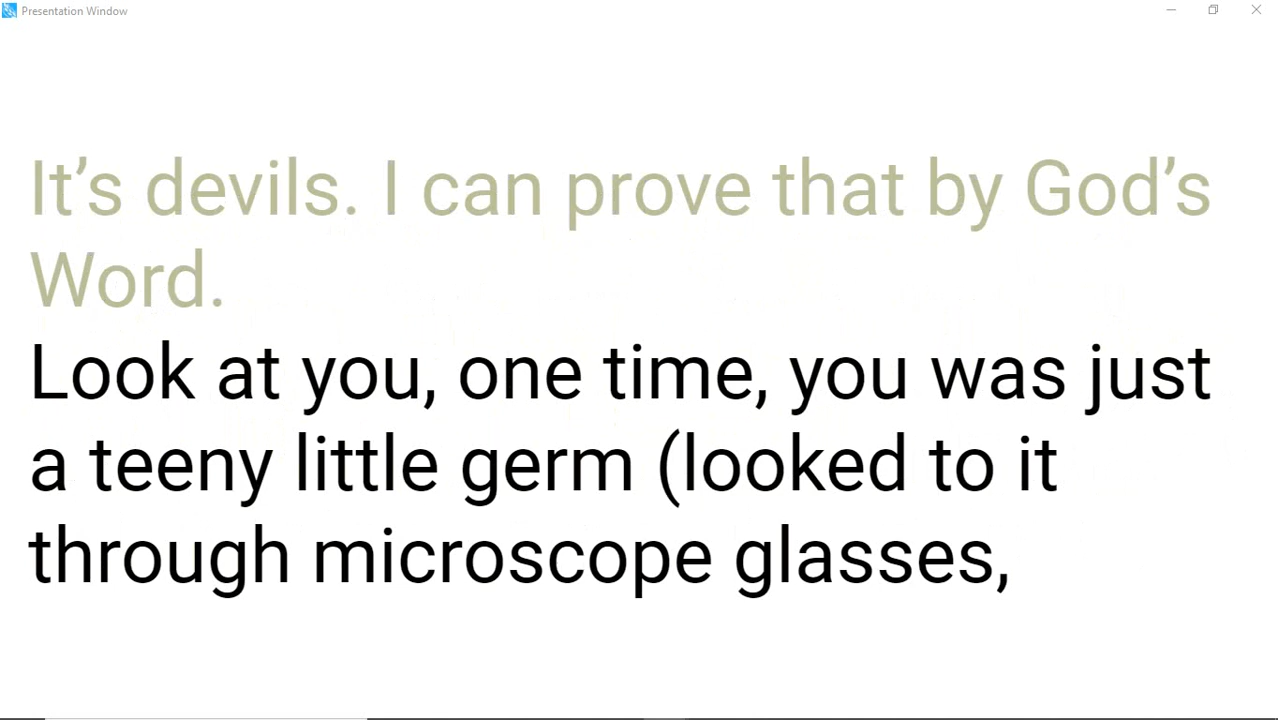 Presentation Window
It’s devils. I can prove that by God’s
Word.
Look at you, one time, you was just
a teeny little germ (looked to it
through microscope glasses,